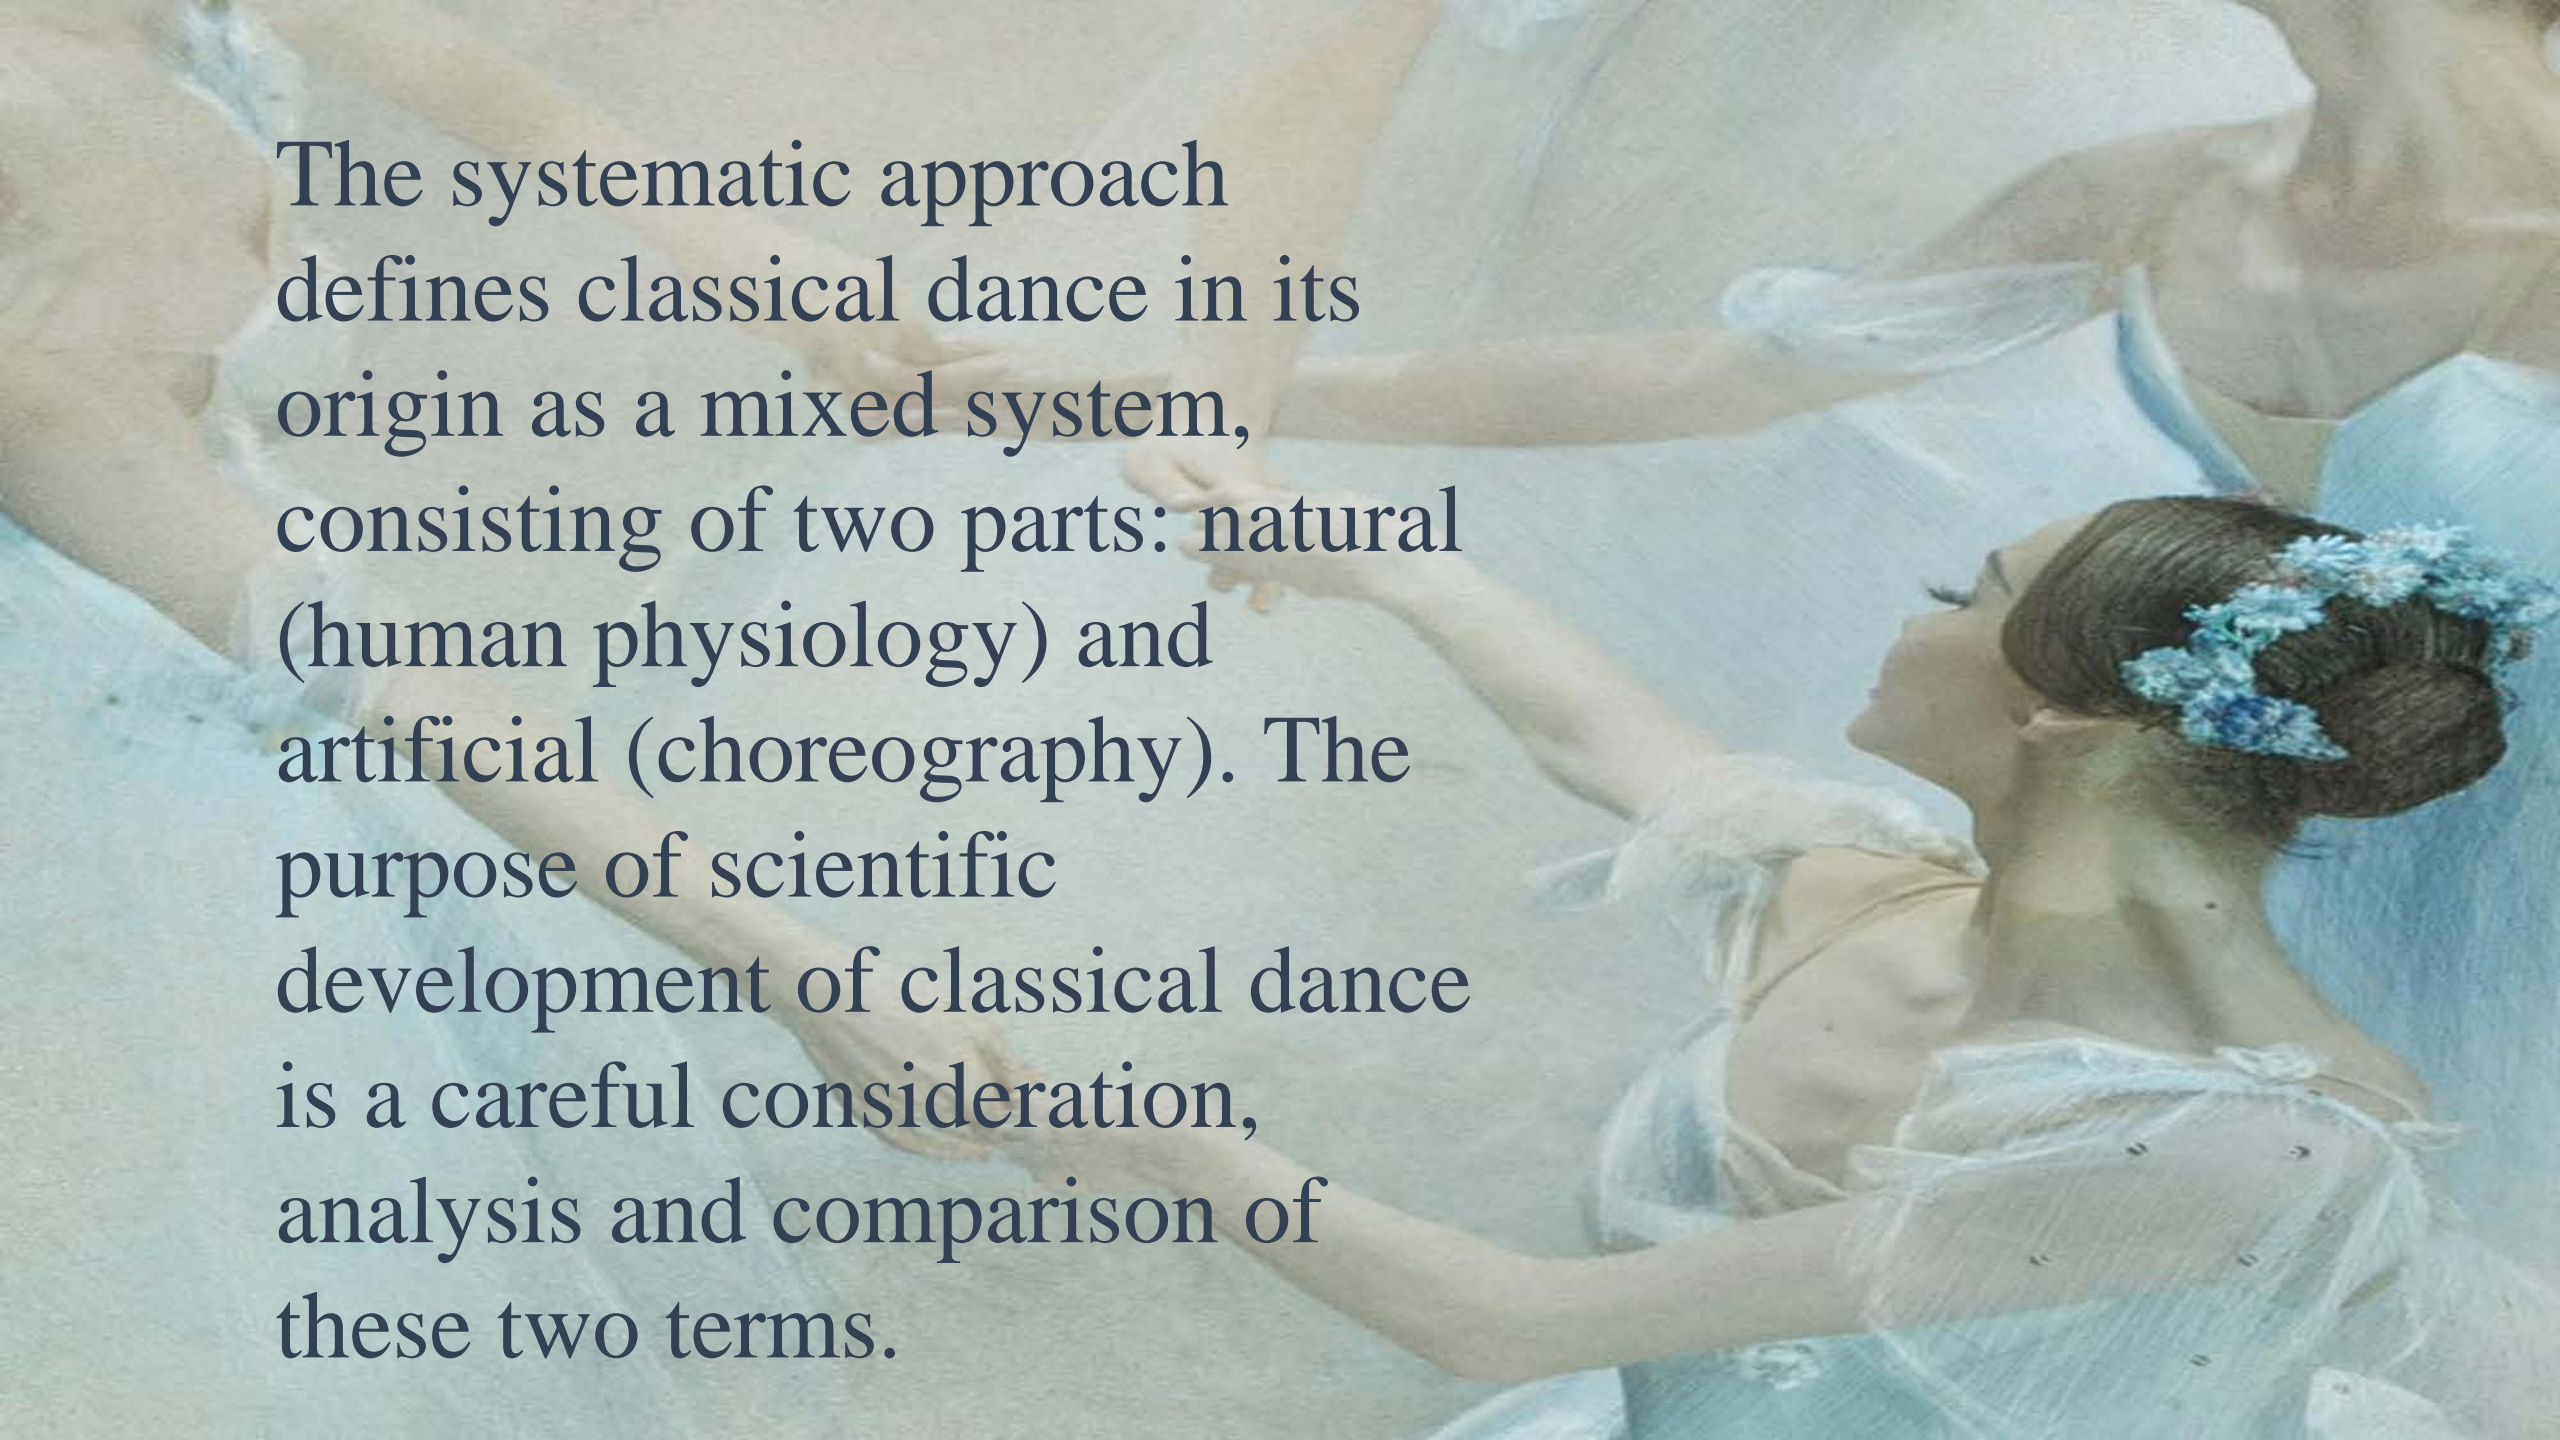 The systematic approach
defines classical dance in its
origin as a mixed system,
consisting of two parts: natural
(human physiology) and
artificial (choreography). The
purpose of scientific
development of classical dance
is a careful consideration,
analysis and comparison of
these two terms.